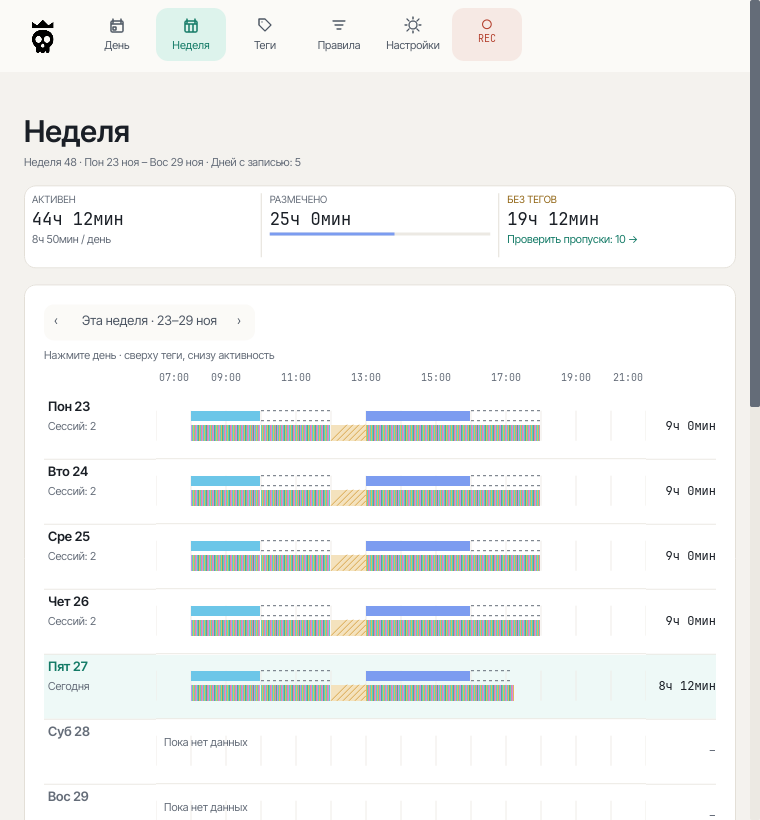 День
Неделя
Теги
Правила
Настройки
REC
Неделя
Неделя 48 · Пон 23 ноя – Вос 29 ноя · Дней с записью: 5
АКТИВЕН
44ч 12мин
8ч 50мин / день
РАЗМЕЧЕНО
25ч 0мин
БЕЗ ТЕГОВ
19ч 12мин
Проверить пропуски: 10 →
‹ Эта неделя · 23–29 ноя ›
Нажмите день · сверху теги, снизу активность
07:00 09:00 11:00 13:00 15:00 17:00 19:00 21:00
Пон 23
Сессий: 2
9ч 0мин
Вто 24
Сессий: 2
9ч 0мин
Сре 25
Сессий: 2
9ч 0мин
Чет 26
Сессий: 2
9ч 0мин
Пят 27
Сегодня
8ч 12мин
Суб 28
Пока нет данных
–
Вос 29
Пока нет данных
–